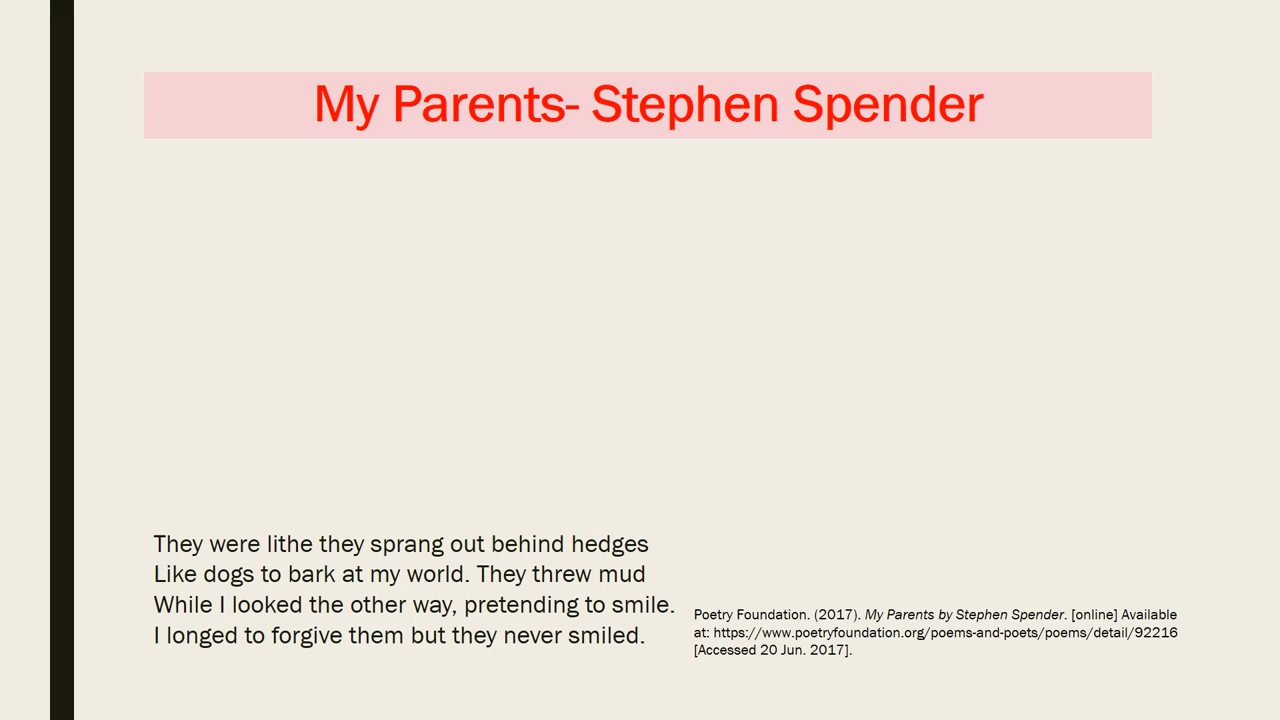 My Parents- Stephen Spender
They were lithe they sprang out behind hedges
Like dogs to bark at my world. They threw mud
While I looked the other way, pretending to smile.
I longed to forgive them but they never smiled.
Poetry Foundation. (2017). My Parents by Stephen Spender. [online] Available
at: https://www.poetryfoundation.org/poems-and-poets/poems/detail/92216
[Accessed 20 Jun. 2017].